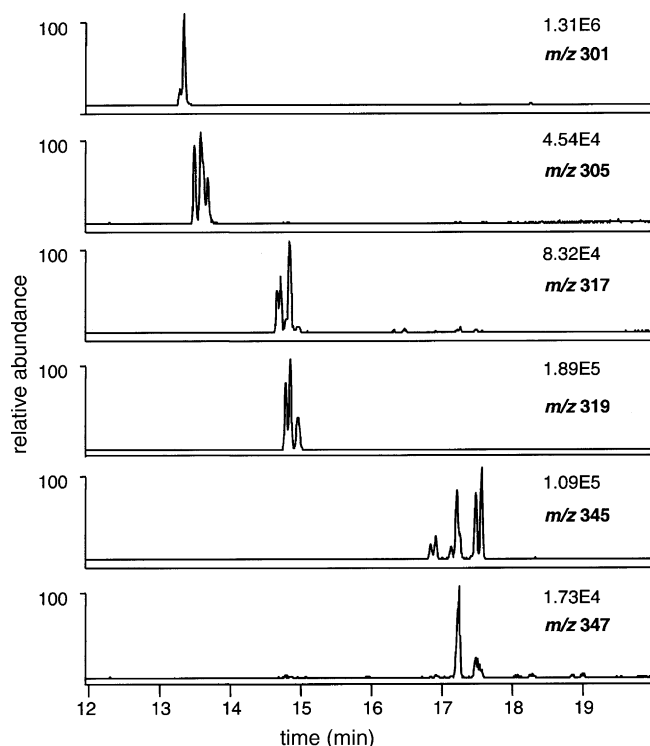 100
1.31E6
m/z 301
100
4.54E4
m/z 305
100
8.32E4
m/z 317
100
1.89E5
m/z 319
100
1.09E5
m/z 345
100
1.73E4
m/z 347
relative abundance
12 13 14 15 16 17 18 19
time (min)